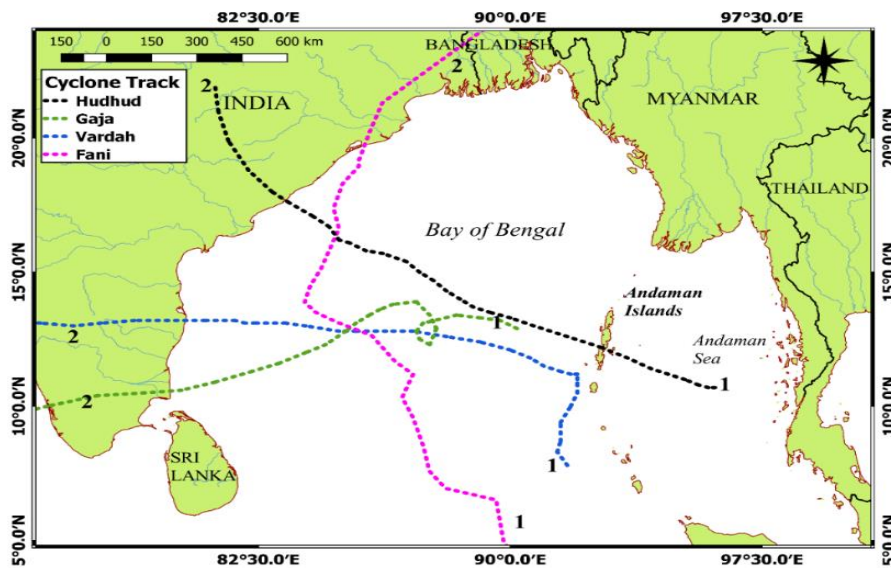 82°30.0'E 90°0.0'E 97°30.0'E
150 0 150 300 450 600 km
Cyclone Track
Hudhud
Gaja
Vardah
Fani
2
INDIA
BANGLADESH
2
MYANMAR
THAILAND
20°0.0'N
20°0.0'N
Bay of Bengal
15°0.0'N
15°0.0'N
Andaman
Islands
Andaman
Sea
1
2
1
10°0.0'N
10°0.0'N
2
SRI
LANKA
1
1
5°0.0'N
5°0.0'N
82°30.0'E 90°0.0'E 97°30.0'E